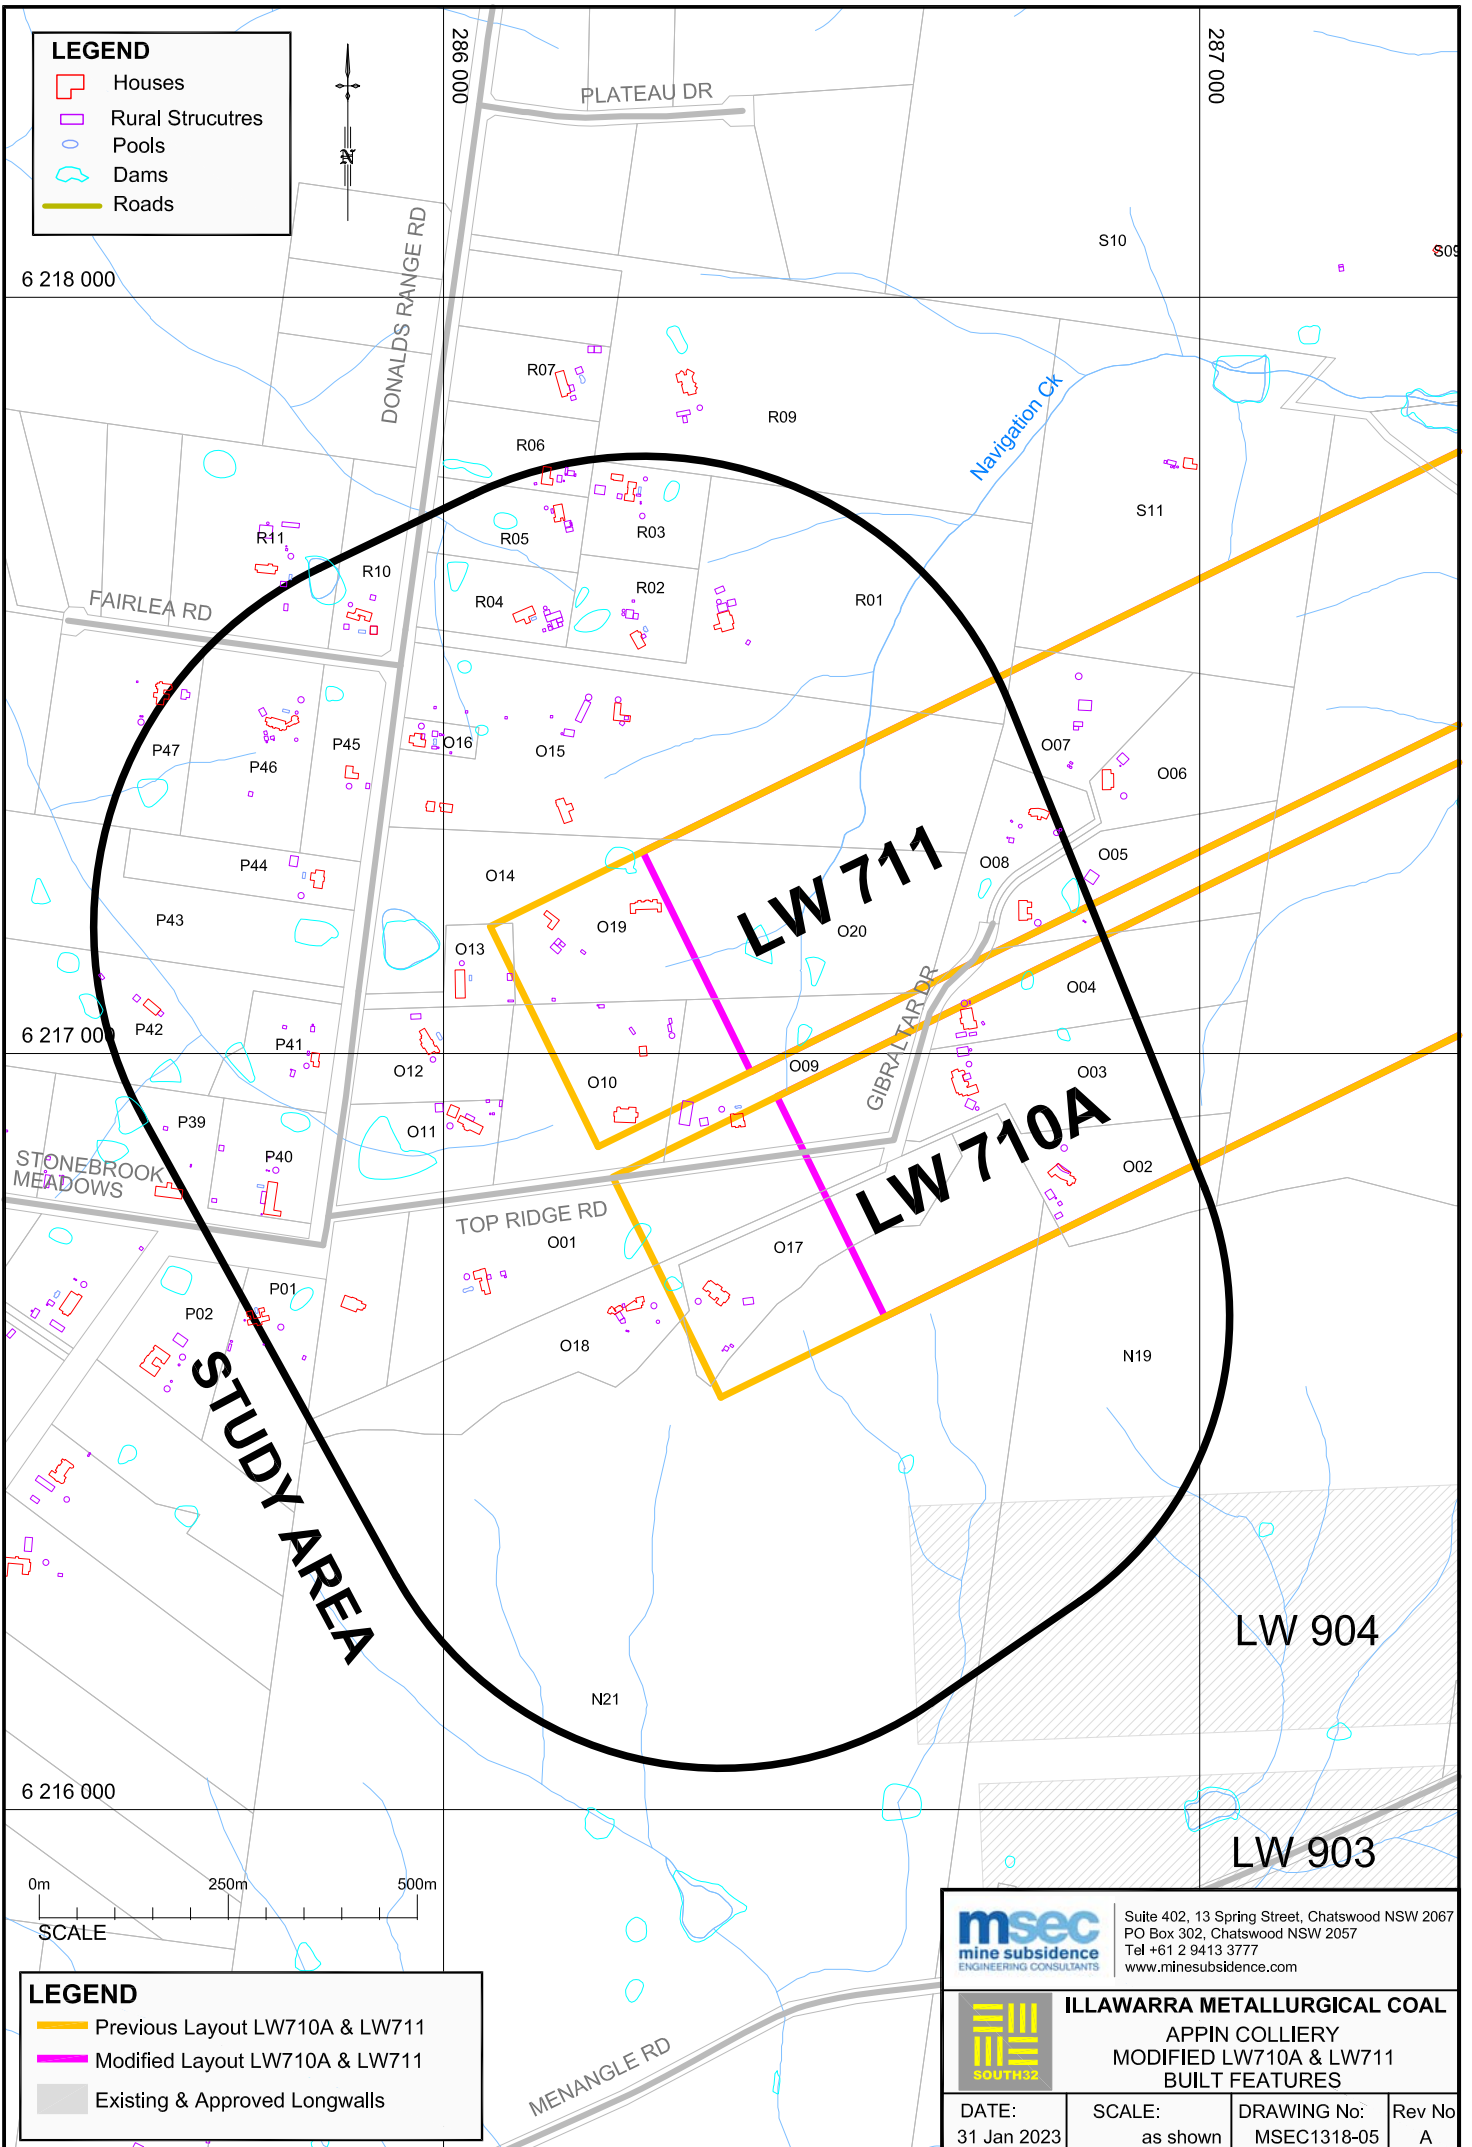 LEGEND
Houses
Rural Strucutres
Pools
Dams
Roads
N
286 000
287 000
PLATEAU DR
DONALDS RANGE RD
S10
S09
6 218 000
R07
R09
Navigation Ck
R06
S11
R11
R05
R03
R10
FAIRLEA RD
R04
R02
R01
O16
O15
P47
P46
P45
O07
O06
LW 711
P44
O14
O08
O05
P43
O13
O19
O20
O04
P42
6 217 000
P41
O12
O10
O09
GIBRALTAR DR
O03
P39
O11
LW 710A
P40
STONEBROOK
MEADOWS
O02
TOP RIDGE RD
O01
O17
P01
P02
O18
N19
STUDY AREA
LW 904
N21
6 216 000
LW 903
0m 250m 500m
SCALE
LEGEND
Previous Layout LW710A & LW711
Modified Layout LW710A & LW711
Existing & Approved Longwalls
MENANGLE RD
msec
mine subsidence
ENGINEERING CONSULTANTS
Suite 402, 13 Spring Street, Chatswood NSW 2067
PO Box 302, Chatswood NSW 2057
Tel +61 2 9413 3777
www.minesubsidence.com
SOUTH32
ILLAWARRA METALLURGICAL COAL
APPIN COLLIERY
MODIFIED LW710A & LW711
BUILT FEATURES
DATE:
31 Jan 2023
SCALE:
as shown
DRAWING No:
MSEC1318-05
Rev No
A